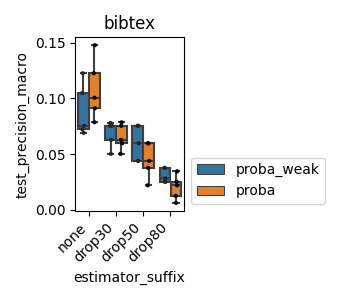 bibtex
test_precision_macro
0.15
0.10
0.05
0.00
none
drop30
drop50
drop80
estimator_suffix
proba_weak
proba